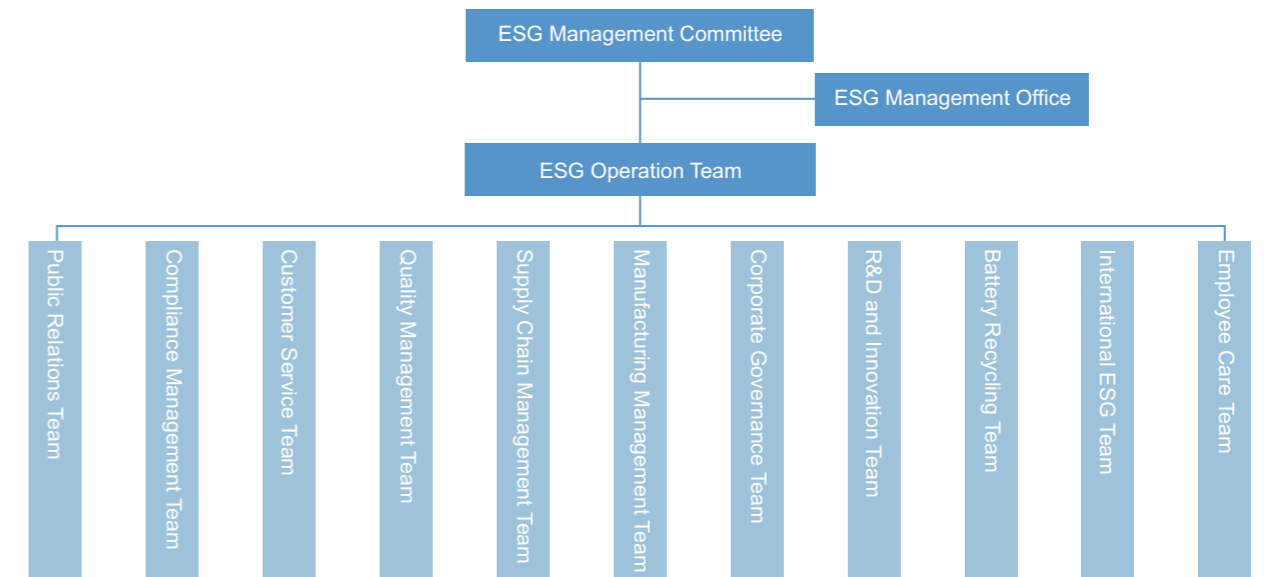 ESG Management Committee
ESG Management Office
ESG Operation Team
Public Relations Team
Compliance Management Team
Customer Service Team
Quality Management Team
Supply Chain Management Team
Manufacturing Management Team
Corporate Governance Team
R&D and Innovation Team
Battery Recycling Team
International ESG Team
Employee Care Team